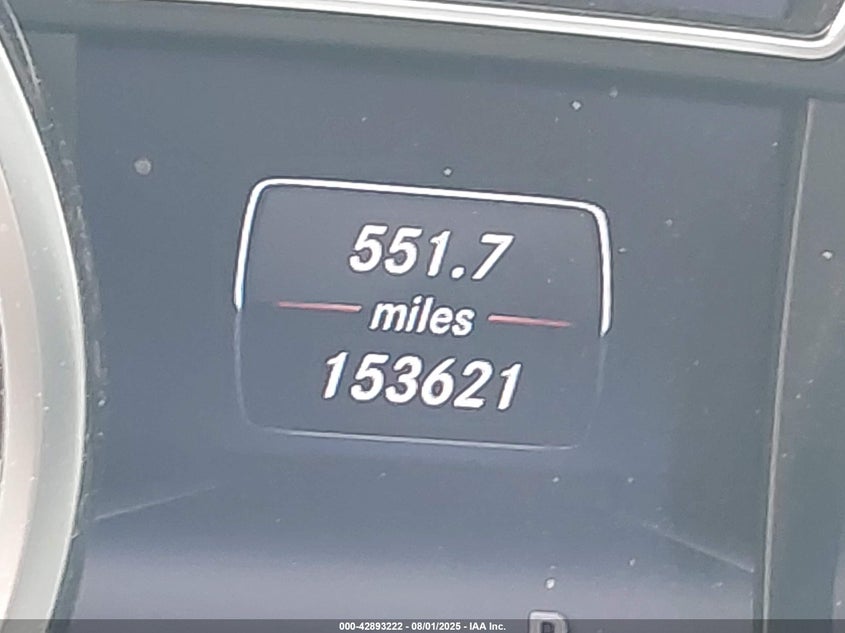 551.7
miles
153621
000-42893222 - 08/01/2025 - IAA Inc.